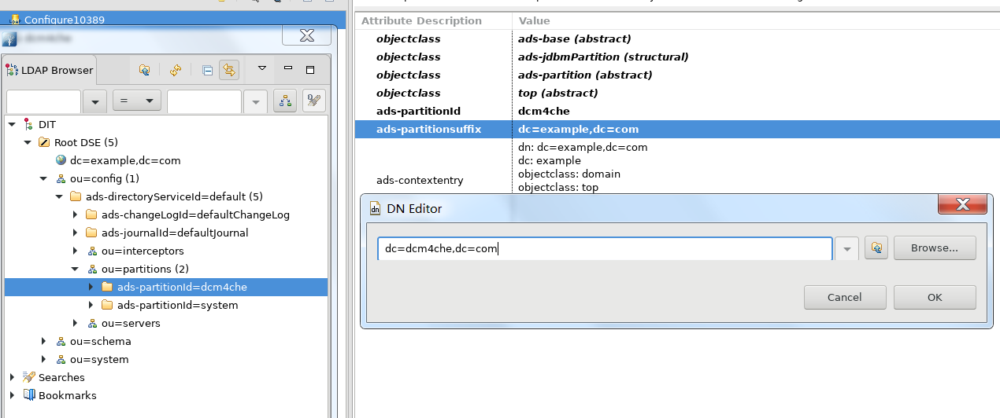 Configure10389
LDAP Browser
=
DIT
Root DSE (5)
dc=example,dc=com
ou=config (1)
ads-directoryServiceId=default (5)
ads-changeLogId=defaultChangeLog
ads-journalId=defaultJournal
ou=interceptors
ou=partitions (2)
ads-partitionId=dcm4che
ads-partitionId=system
ou=servers
ou=schema
ou=system
Searches
Bookmarks
Attribute Description Value
objectclass ads-base (abstract)
objectclass ads-jdbmPartition (structural)
objectclass ads-partition (abstract)
objectclass top (abstract)
ads-partitionId dcm4che
ads-partitionsuffix dc=example,dc=com
dn: dc=example,dc=com
dc: example
objectclass: domain
ads-contextentry
objectclass: top
dn DN Editor
dc=dcm4che,dc=com
Browse...
Cancel OK